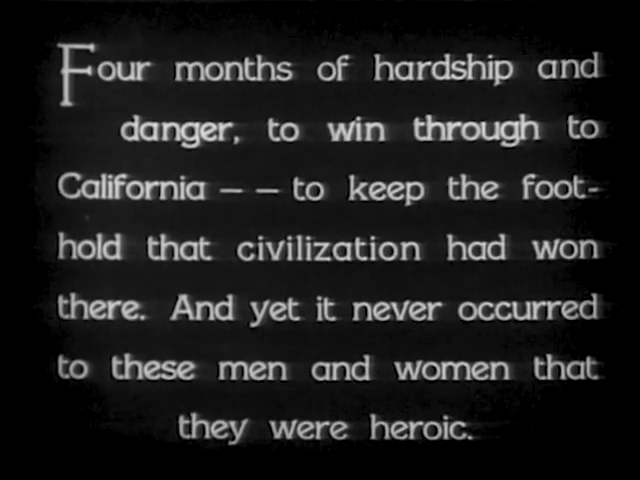 Four months of hardship and
danger, to win through to
California — — to keep the foot-
hold that civilization had won
there. And yet it never occurred
to these men and women that
they were heroic.